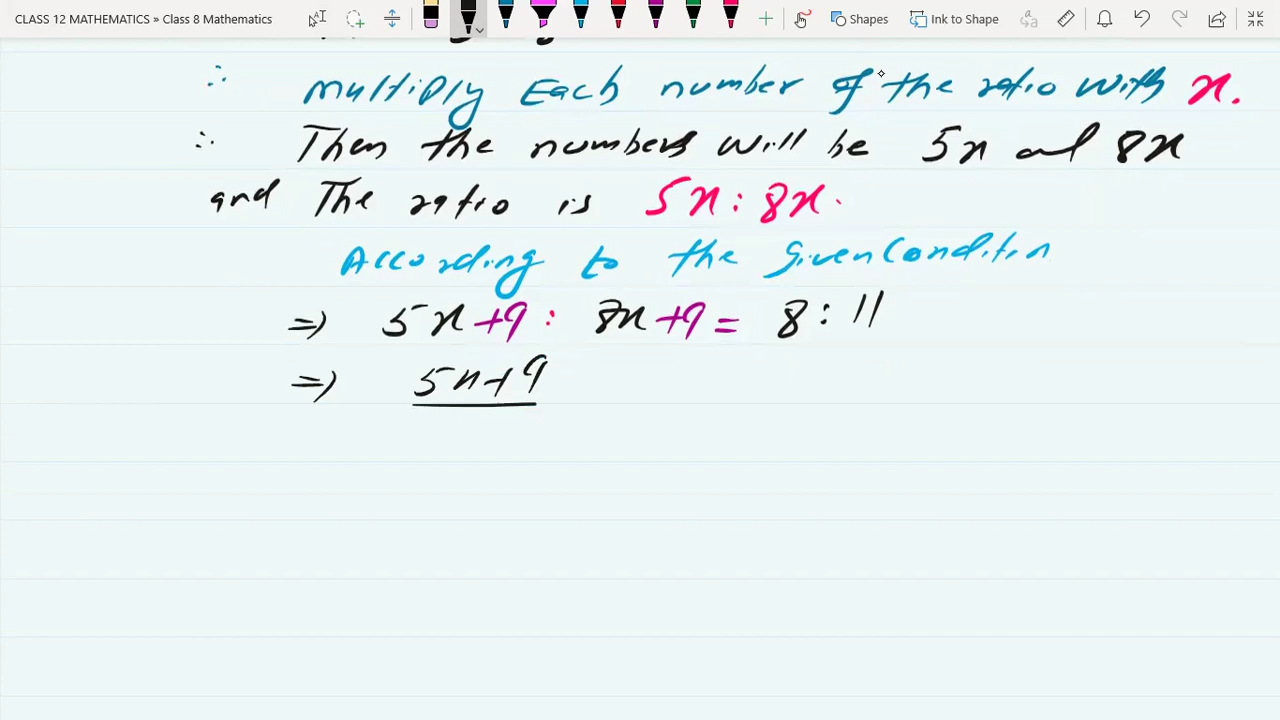 CLASS 12 MATHEMATICS » Class 8 Mathematics Shapes Ink to Shape
∴ multiply Each number of the ratio with x.
∴ Then the numbers will be 5x and 8x
and The ratio is 5x : 8x.
According to the Given Condition
=> 5x+9 : 8x+9 = 8 : 11
=> 5x+9